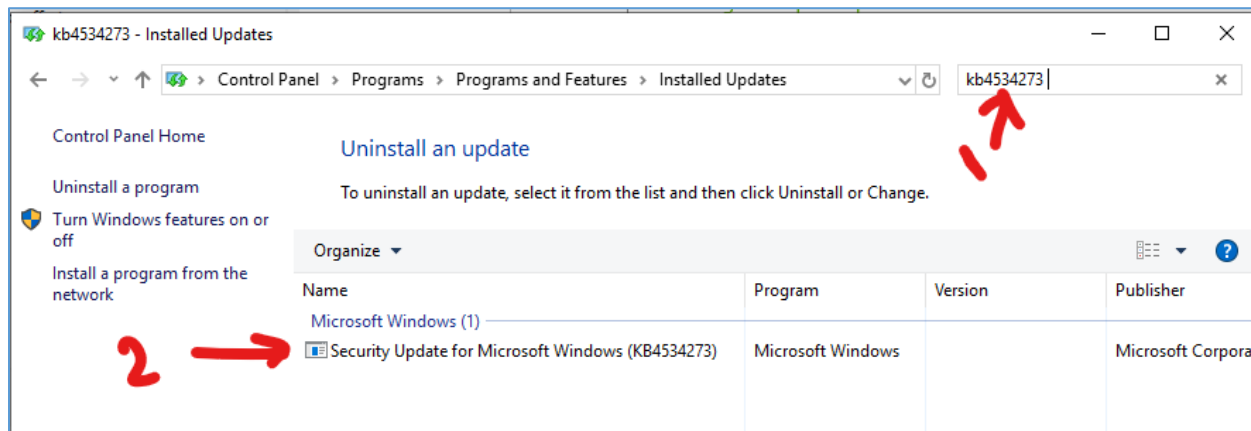 kb4534273 - Installed Updates
Control Panel > Programs > Programs and Features > Installed Updates
kb4534273
1
Control Panel Home
Uninstall a program
Turn Windows features on or
off
Install a program from the
network
Uninstall an update
To uninstall an update, select it from the list and then click Uninstall or Change.
Organize
Name Program Version Publisher
Microsoft Windows (1)
2
Security Update for Microsoft Windows (KB4534273) Microsoft Windows Microsoft Corpora